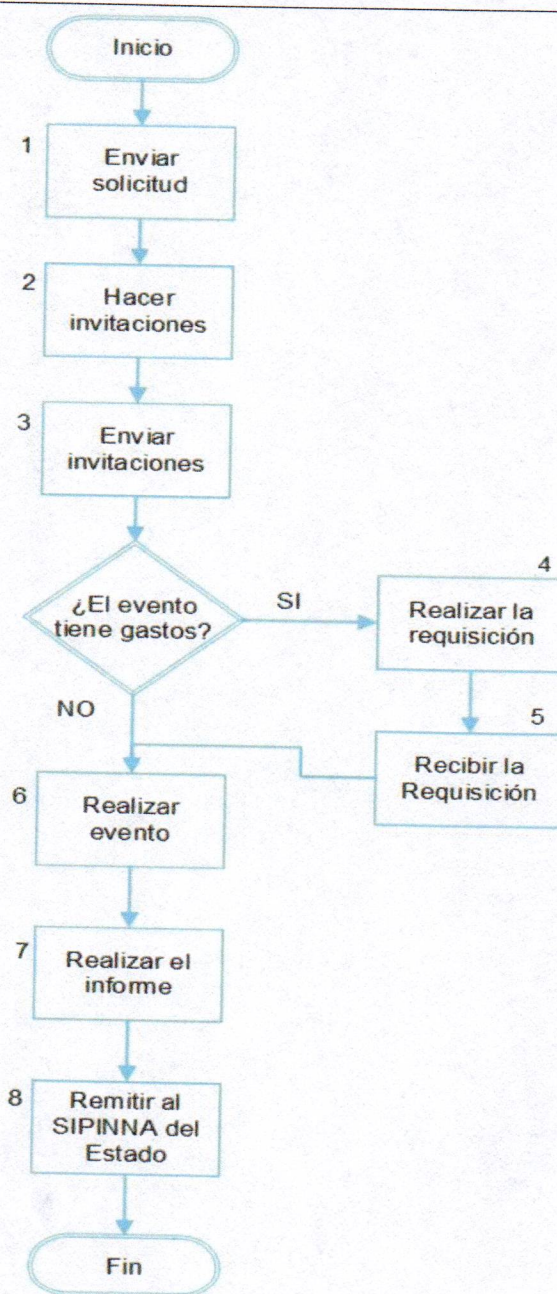 Inicio
1
Enviar
solicitud
2
Hacer
invitaciones
3
Enviar
invitaciones
¿El evento
tiene gastos?
SI
4
Realizar la
requisición
5
Recibir la
Requisición
NO
6
Realizar
evento
7
Realizar el
informe
8
Remitir al
SIPINNA del
Estado
Fin